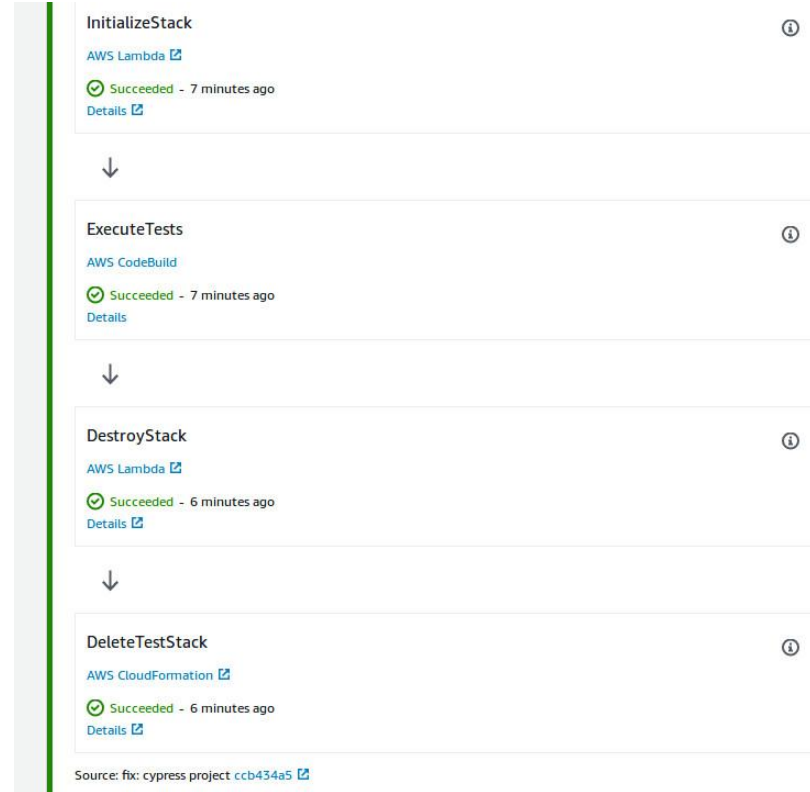 InitializeStack
AWS Lambda
Succeeded - 7 minutes ago
Details
ExecuteTests
AWS CodeBuild
Succeeded - 7 minutes ago
Details
DestroyStack
AWS Lambda
Succeeded - 6 minutes ago
Details
DeleteTestStack
AWS CloudFormation
Succeeded - 6 minutes ago
Details
Source: fix: cypress project ccb434a5